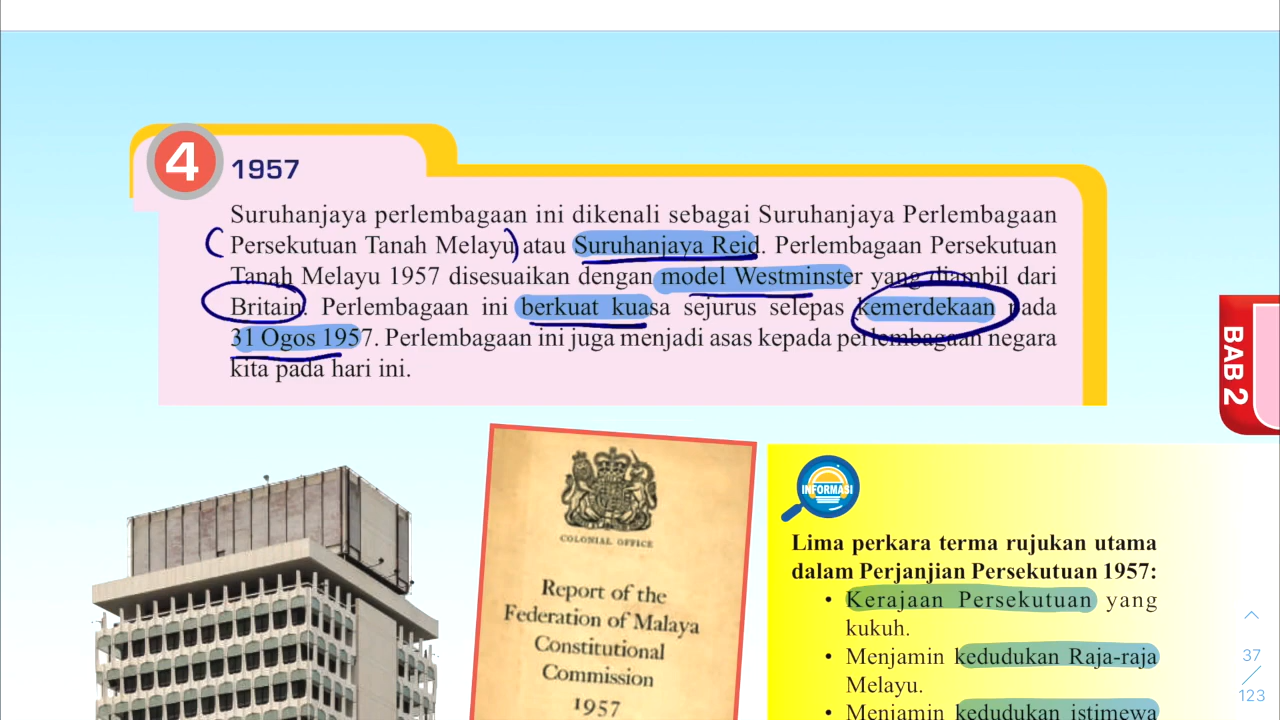 4
1957
Suruhanjaya perlembagaan ini dikenali sebagai Suruhanjaya Perlembagaan
Persekutuan Tanah Melayu atau Suruhanjaya Reid. Perlembagaan Persekutuan
Tanah Melayu 1957 disesuaikan dengan model Westminster yang diambil dari
Britain. Perlembagaan ini berkuat kuasa sejurus selepas kemerdekaan pada
31 Ogos 1957. Perlembagaan ini juga menjadi asas kepada perlembagaan negara
kita pada hari ini.
BAB 2
COLONIAL OFFICE
Report of the
Federation of Malaya
Constitutional
Commission
1957
INFORMASI
Lima perkara terma rujukan utama
dalam Perjanjian Persekutuan 1957:
• Kerajaan Persekutuan yang
kukuh.
• Menjamin kedudukan Raja-raja
Melayu.
• Menjamin kedudukan istimewa
37
/
123